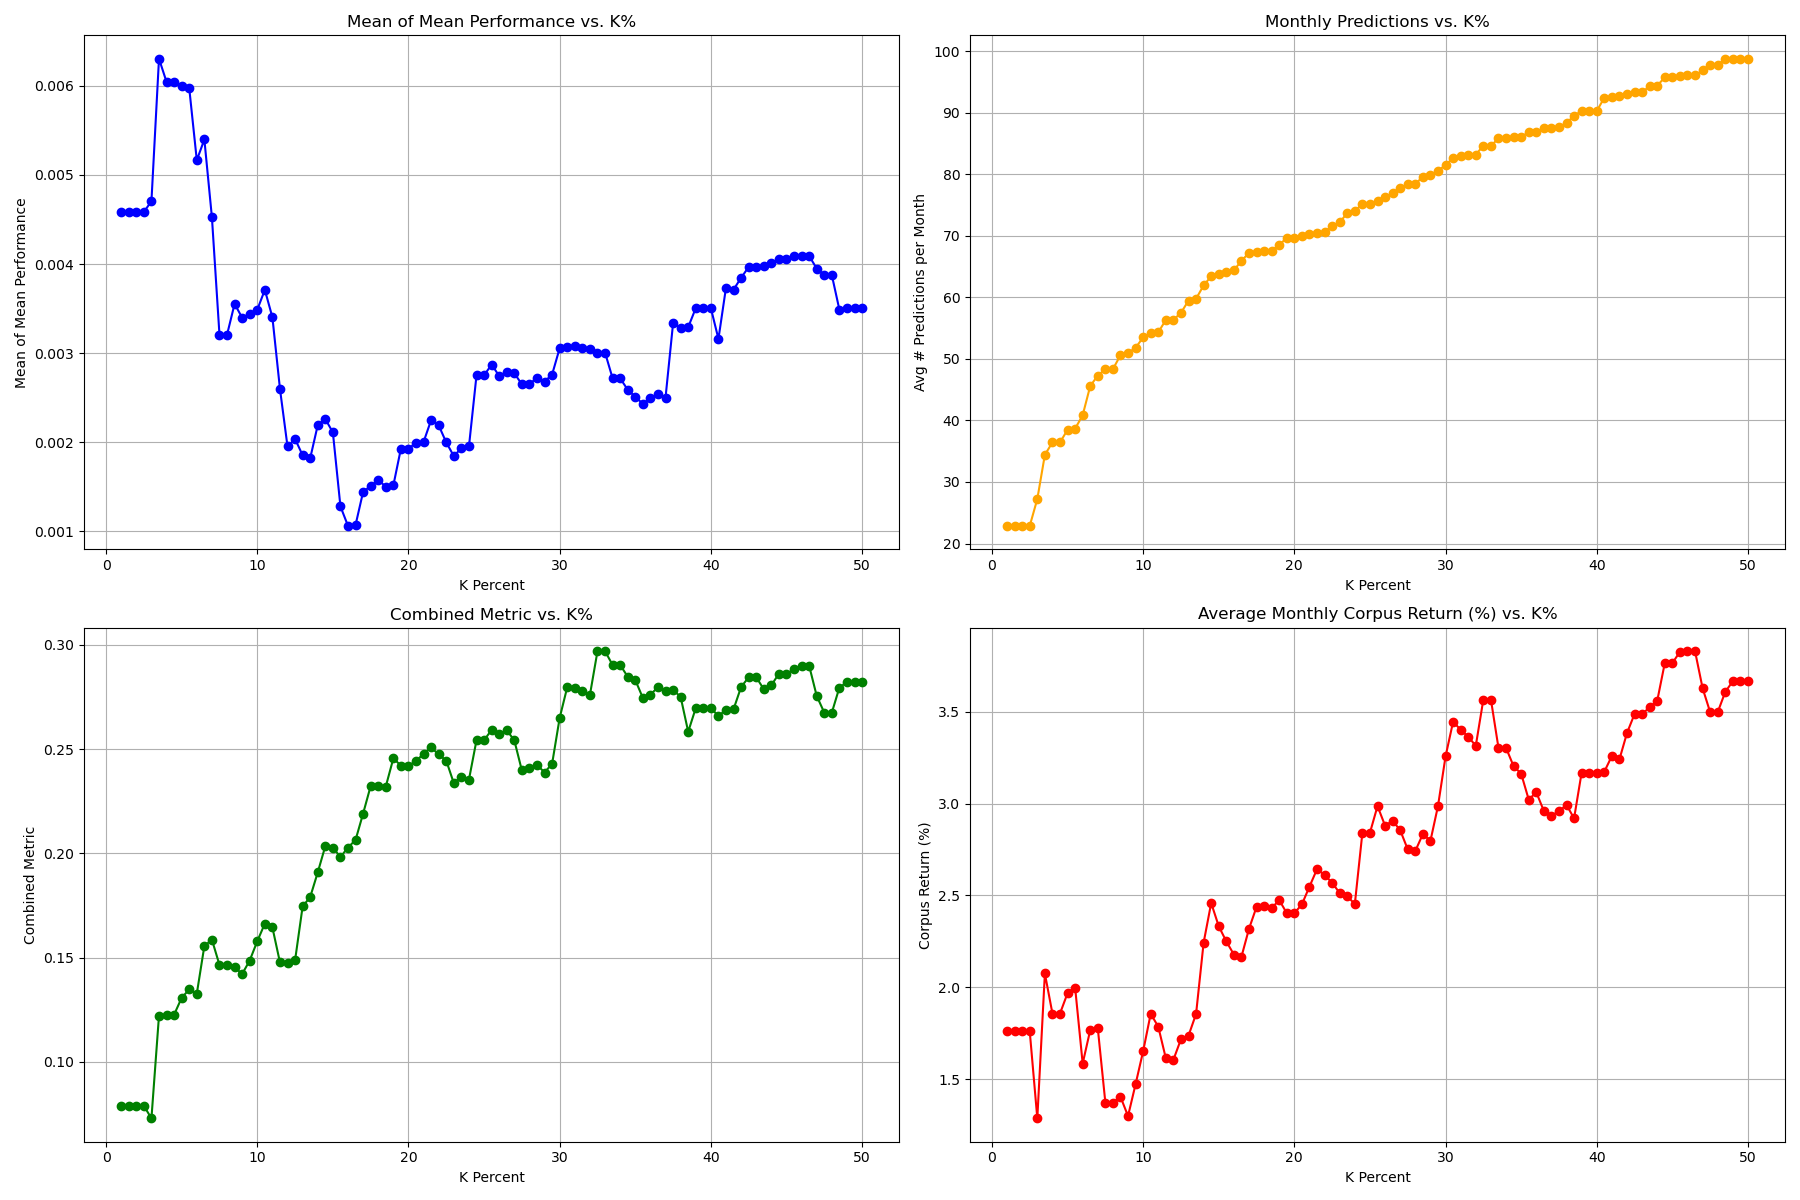 Mean of Mean Performance vs. K%
Mean of Mean Performance
0.006
0.005
0.004
0.003
0.002
0.001
0 10 20 30 40 50
K Percent
Monthly Predictions vs. K%
Avg # Predictions per Month
100
90
80
70
60
50
40
30
20
0 10 20 30 40 50
K Percent
Combined Metric vs. K%
Combined Metric
0.30
0.25
0.20
0.15
0.10
0 10 20 30 40 50
K Percent
Average Monthly Corpus Return (%) vs. K%
Corpus Return (%)
3.5
3.0
2.5
2.0
1.5
0 10 20 30 40 50
K Percent